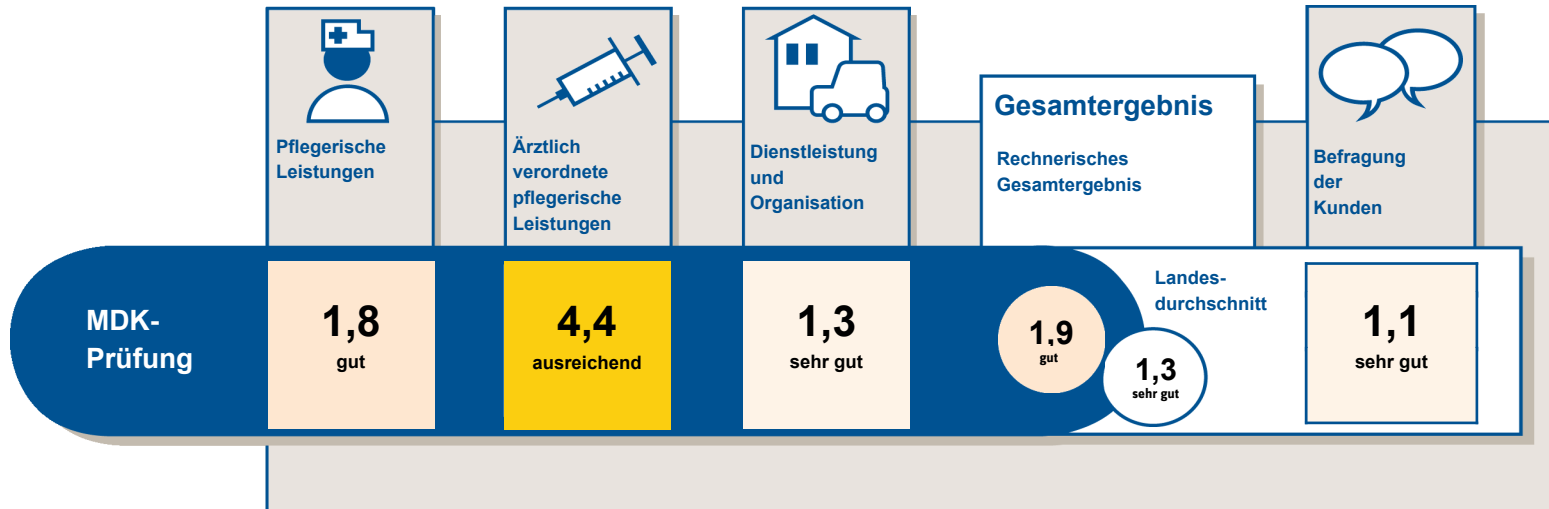 Pflegerische
Leistungen
Ärztlich
verordnete
pflegerische
Leistungen
Dienstleistung
und
Organisation
Gesamtergebnis
Rechnerisches
Gesamtergebnis
Befragung
der
Kunden
MDK-
Prüfung
1,8
gut
4,4
ausreichend
1,3
sehr gut
1,9
gut
Landes-
durchschnitt
1,3
sehr gut
1,1
sehr gut